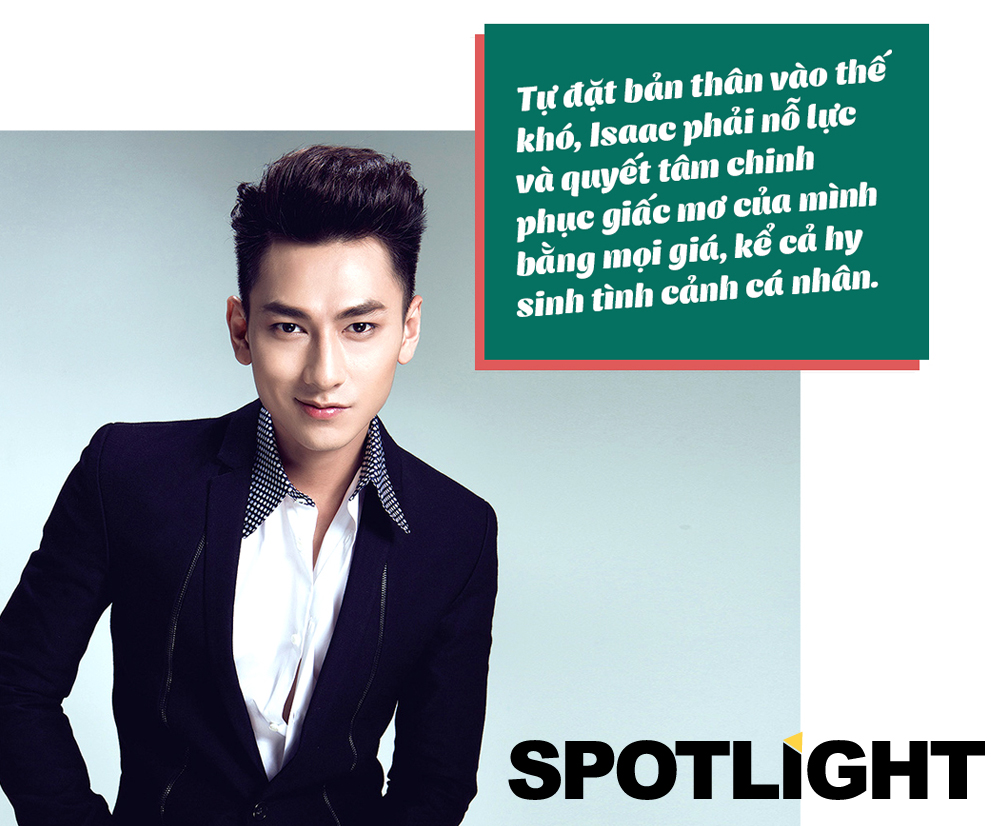 Tự đặt bản thân vào thế
khó, Isaac phải nỗ lực
và quyết tâm chinh
phục giấc mơ của mình
bằng mọi giá, kể cả hy
sinh tình cảnh cá nhân.
SPOTLIGHT